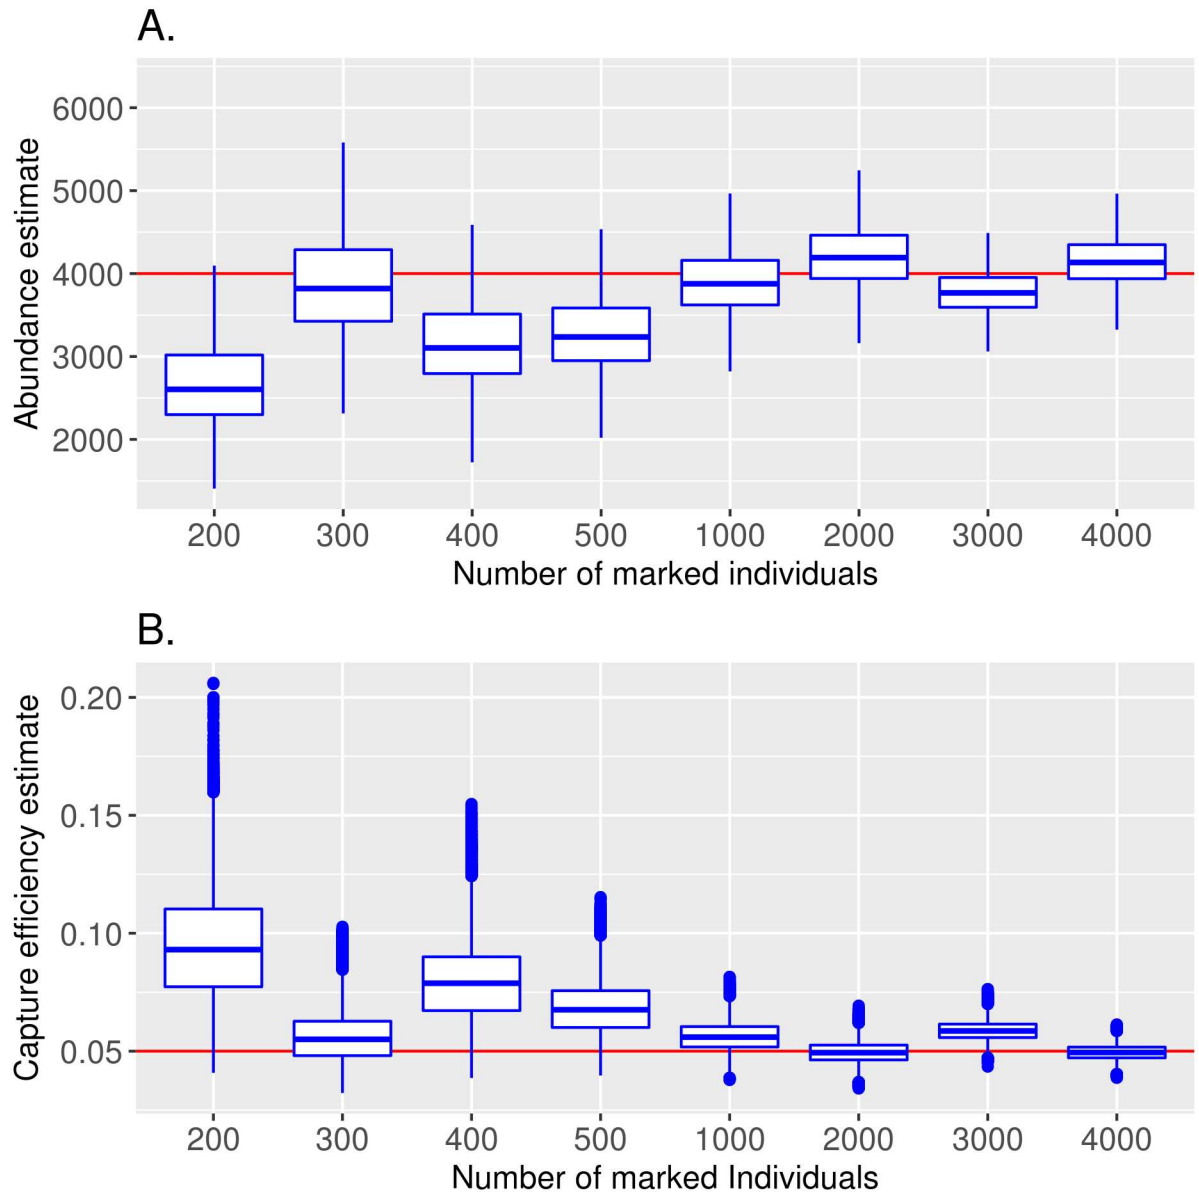 A.
Abundance estimate
6000
5000
4000
3000
2000
200 300 400 500 1000 2000 3000 4000
Number of marked individuals
B.
Capture efficiency estimate
0.20
0.15
0.10
0.05
200 300 400 500 1000 2000 3000 4000
Number of marked Individuals